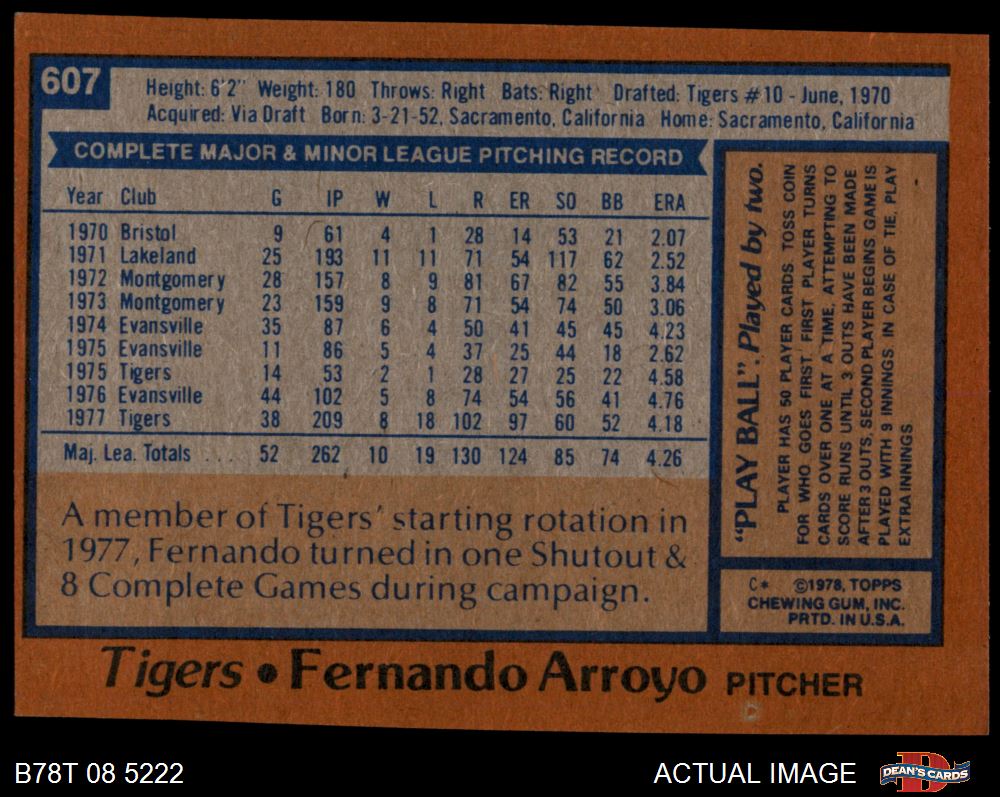 607
Height: 6'2" Weight: 180 Throws: Right Bats: Right Drafted: Tigers #10 - June, 1970
Acquired: Via Draft Born: 3-21-52, Sacramento, California Home: Sacramento, California
COMPLETE MAJOR & MINOR LEAGUE PITCHING RECORD
Year Club G IP W L R ER SO BB ERA
1970 Bristol 9 61 4 1 28 14 53 21 2.07
1971 Lakeland 25 193 11 11 71 54 117 62 2.52
1972 Montgomery 28 157 8 9 81 67 82 55 3.84
1973 Montgomery 23 159 9 8 71 54 74 50 3.06
1974 Evansville 35 87 6 4 50 41 45 45 4.23
1975 Evansville 11 86 5 4 37 25 44 18 2.62
1975 Tigers 14 53 2 1 28 27 25 22 4.58
1976 Evansville 44 102 5 8 74 54 56 41 4.76
1977 Tigers 38 209 8 18 102 97 60 52 4.18
Maj. Lea. Totals . . . 52 262 10 19 130 124 85 74 4.26
A member of Tigers' starting rotation in
1977, Fernando turned in one Shutout &
8 Complete Games during campaign.
"PLAY BALL". Played by two.
PLAYER HAS 50 PLAYER CARDS. TOSS COIN
FOR WHO GOES FIRST. FIRST PLAYER TURNS
CARDS OVER ONE AT A TIME, ATTEMPTING TO
SCORE RUNS UNTIL 3 OUTS HAVE BEEN MADE
AFTER 3 OUTS, SECOND PLAYER BEGINS GAME IS
PLAYED WITH 9 INNINGS. IN CASE OF TIE, PLAY
EXTRA INNINGS.
C* ©1978, TOPPS
CHEWING GUM, INC.
PRTD. IN U.S.A.
Tigers • Fernando Arroyo PITCHER
B78T 08 5222
ACTUAL IMAGE
D
DEAN'S CARDS